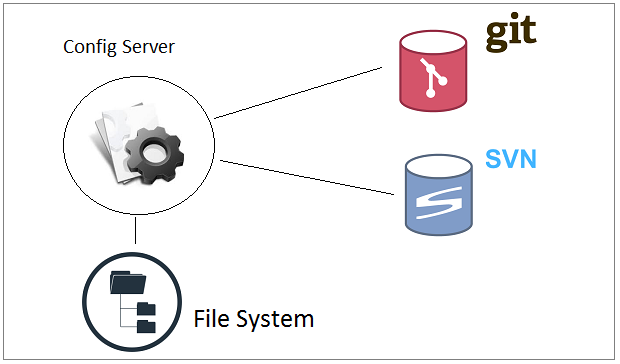 Config Server
git
SVN
File System